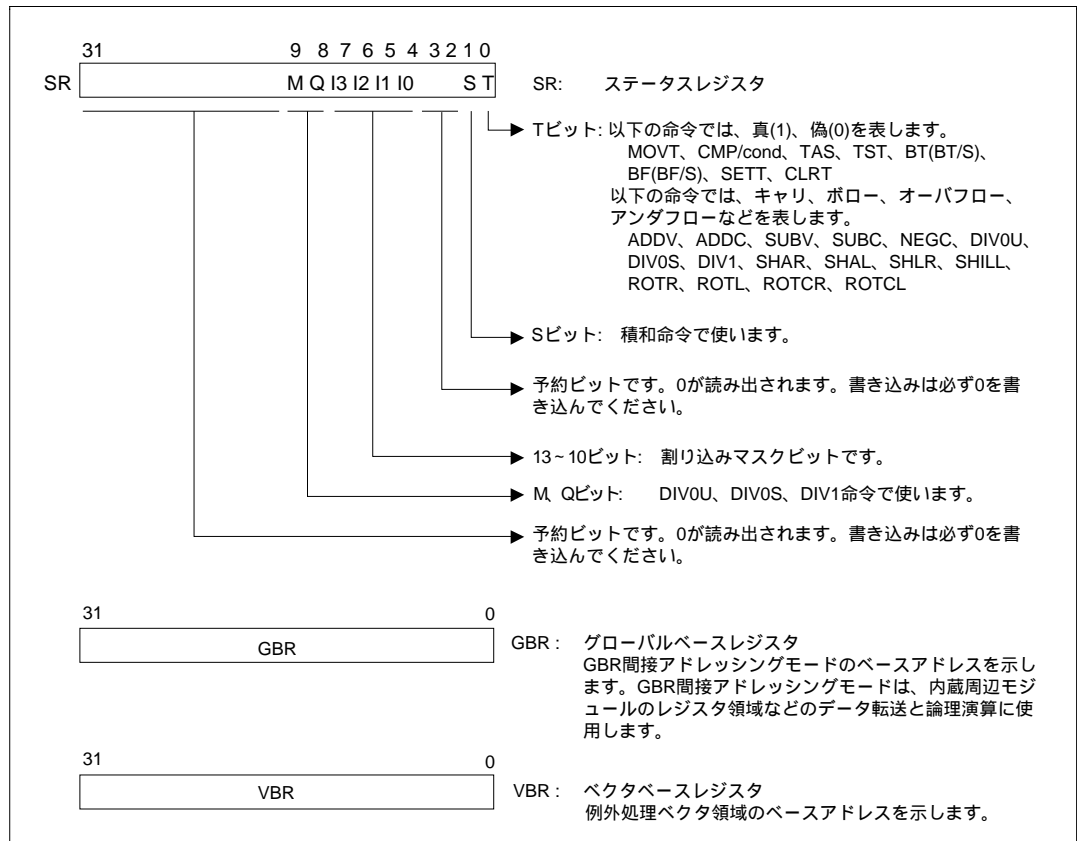 31 9 8 7 6 5 4 3 2 1 0
SR M Q I3 I2 I1 I0 S T SR: ステータスレジスタ
Tビット: 以下の命令では、真(1)、偽(0)を表します。
MOVT、CMP/cond、TAS、TST、BT(BT/S)、
BF(BF/S)、SETT、CLRT
以下の命令では、キャリ、ボロー、オーバフロー、
アンダフローなどを表します。
ADDV、ADDC、SUBV、SUBC、NEGC、DIV0U、
DIV0S、DIV1、SHAR、SHAL、SHLR、SHILL、
ROTR、ROTL、ROTCR、ROTCL
Sビット: 積和命令で使います。
予約ビットです。0が読み出されます。書き込みは必ず0を書
き込んでください。
13~10ビット: 割り込みマスクビットです。
M、Qビット: DIV0U、DIV0S、DIV1命令で使います。
予約ビットです。0が読み出されます。書き込みは必ず0を書
き込んでください。
31 0
GBR GBR: グローバルベースレジスタ
GBR間接アドレッシングモードのベースアドレスを示し
ます。GBR間接アドレッシングモードは、内蔵周辺モジ
ュールのレジスタ領域などのデータ転送と論理演算に使
用します。
31 0
VBR VBR: ベクタベースレジスタ
例外処理ベクタ領域のベースアドレスを示します。